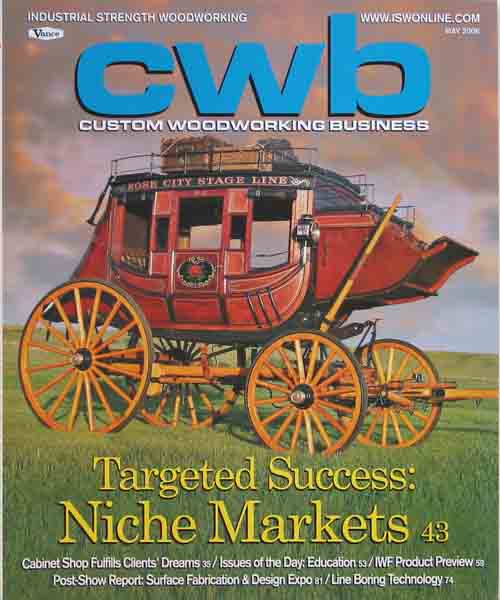 INDUSTRIAL STRENGTH WOODWORKING
WWW.ISWONLINE.COM
Vance
MAY 2006
cwb
CUSTOM WOODWORKING BUSINESS
ROSE CITY STAGE LINE
Targeted Success:
Niche Markets 43
Cabinet Shop Fulfills Clients' Dreams 35 / Issues of the Day: Education 53 / IWF Product Preview 58
Post-Show Report: Surface Fabrication & Design Expo 81 / Line Boring Technology 74